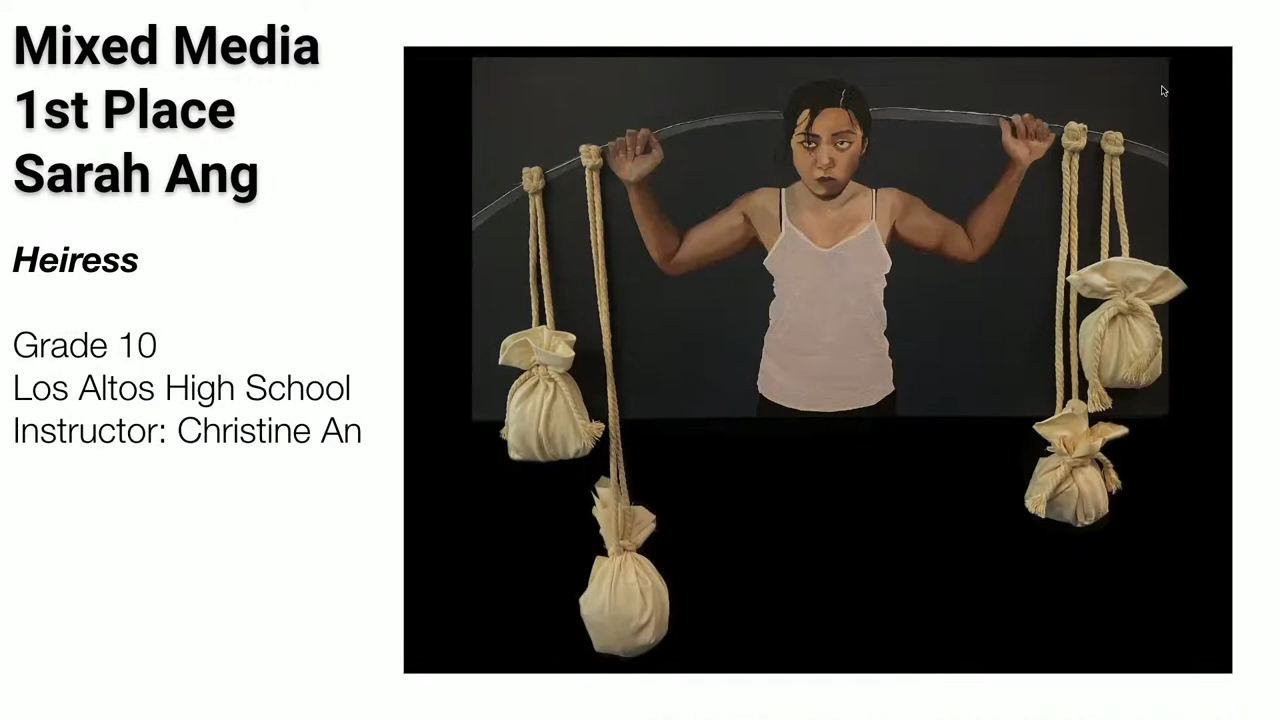 Mixed Media
1st Place
Sarah Ang
Heiress
Grade 10
Los Altos High School
Instructor: Christine An